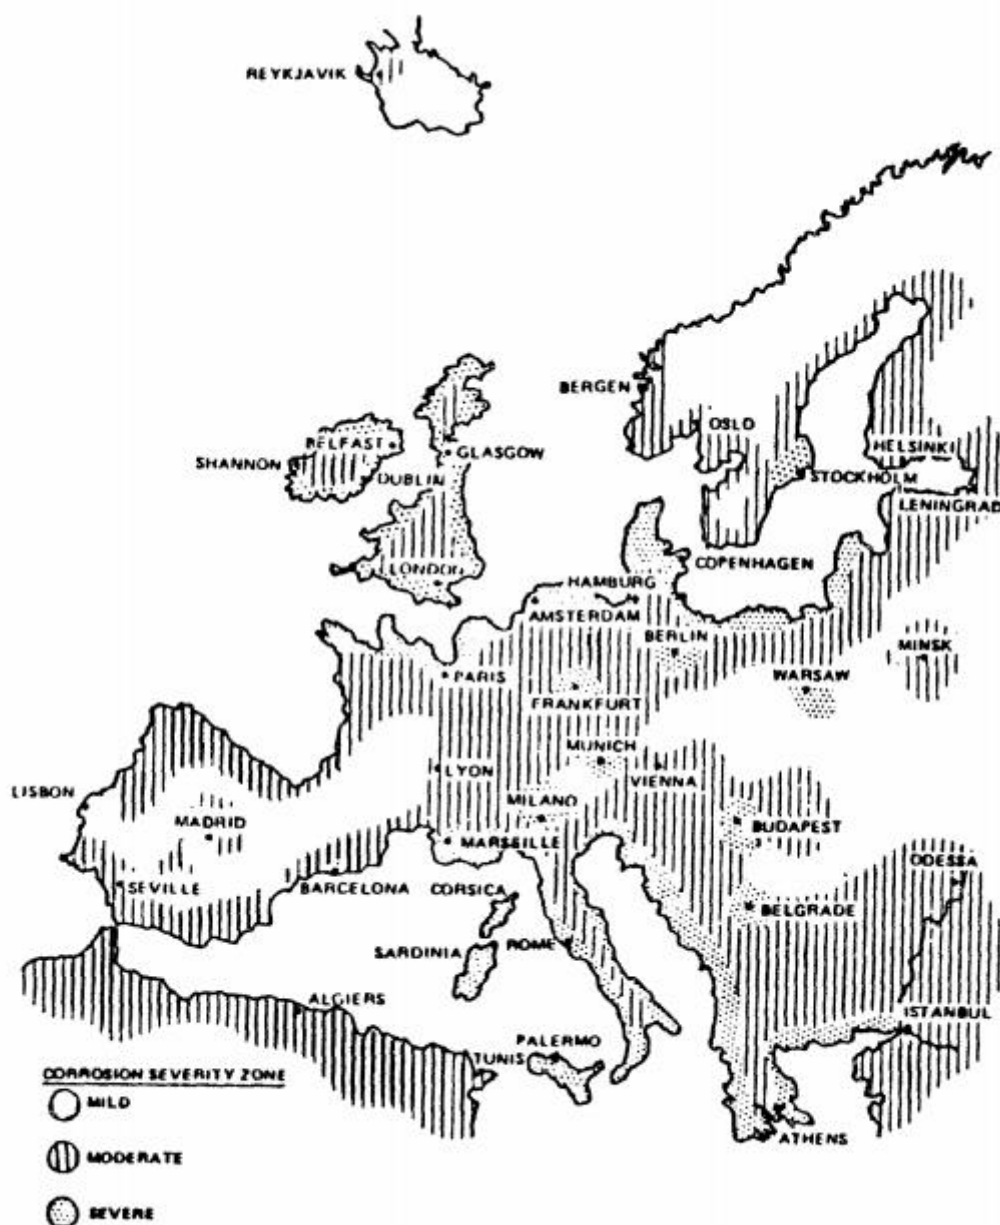 REYKJAVIK
BERGEN
OSLO
BELFAST
GLASGOW
HELSINKI
SHANNON
DUBLIN
STOCKHOLM
LENINGRAD
COPENHAGEN
LONDON
HAMBURG
AMSTERDAM
BERLIN
MINSK
PARIS
WARSAW
FRANKFURT
MUNICH
LYON
VIENNA
LISBON
MILANO
MADRID
BUDAPEST
MARSEILLE
ODESSA
SEVILLE
BARCELONA
CORSICA
BELGRADE
ROME
SARDINIA
ALGIERS
ISTANBUL
PALERMO
TUNIS
CORROSION SEVERITY ZONE
MILD
ATHENS
MODERATE
SEVERE